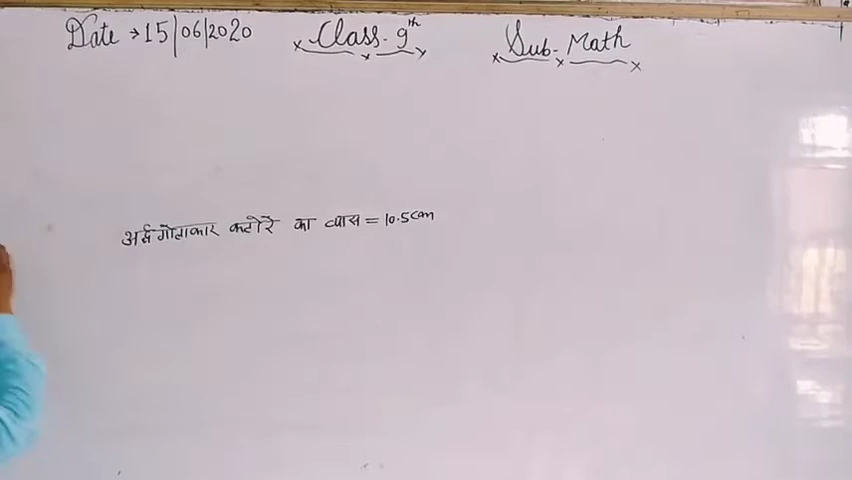 Date → 15/06/2020 Class - 9th Sub - Math
अर्धगोलाकार कटोरे का व्यास = 10.5cm